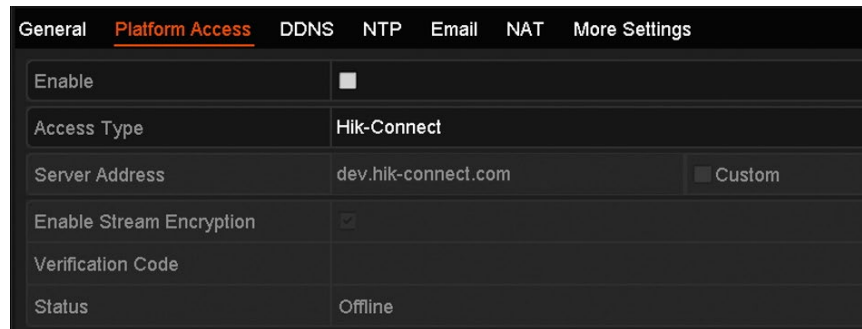 General Platform Access DDNS NTP Email NAT More Settings
Enable
Access Type Hik-Connect
Server Address dev.hik-connect.com Custom
Enable Stream Encryption
Verification Code
Status Offline